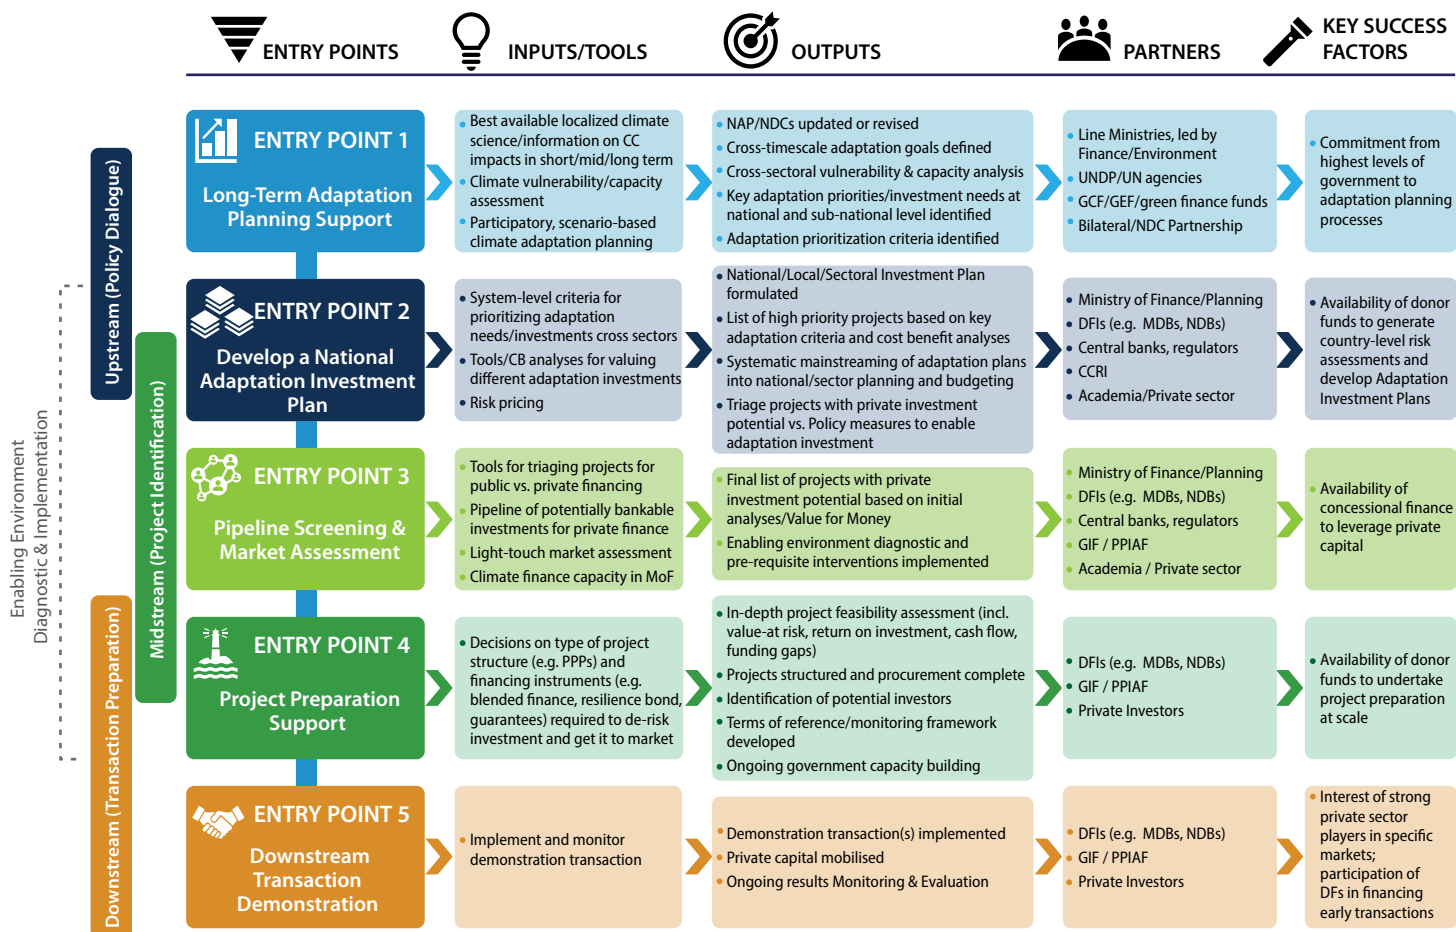 ENTRY POINTS
INPUTS/TOOLS
OUTPUTS
PARTNERS
KEY SUCCESS
FACTORS
Enabling Environment
Diagnostic & Implementation
Upstream (Policy Dialogue)
Midstream (Project Identification)
Downstream (Transaction Preparation)
ENTRY POINT 1
Long-Term Adaptation
Planning Support
• Best available localized climate
science/information on CC
impacts in short/mid/long term
• Climate vulnerability/capacity
assessment
• Participatory, scenario-based
climate adaptation planning
• NAP/NDCs updated or revised
• Cross-timescale adaptation goals defined
• Cross-sectoral vulnerability & capacity analysis
• Key adaptation priorities/investment needs at
national and sub-national level identified
• Adaptation prioritization criteria identified
• Line Ministries, led by
Finance/Environment
• UNDP/UN agencies
• GCF/GEF/green finance funds
• Bilateral/NDC Partnership
• Commitment from
highest levels of
government to
adaptation planning
processes
ENTRY POINT 2
Develop a National
Adaptation Investment
Plan
• System-level criteria for
prioritizing adaptation
needs/investments cross sectors
• Tools/CB analyses for valuing
different adaptation investments
• Risk pricing
• National/Local/Sectoral Investment Plan
formulated
• List of high priority projects based on key
adaptation criteria and cost benefit analyses
• Systematic mainstreaming of adaptation plans
into national/sector planning and budgeting
• Triage projects with private investment
potential vs. Policy measures to enable
adaptation investment
• Ministry of Finance/Planning
• DFIs (e.g. MDBs, NDBs)
• Central banks, regulators
• CCRI
• Academia/Private sector
• Availability of donor
funds to generate
country-level risk
assessments and
develop Adaptation
Investment Plans
ENTRY POINT 3
Pipeline Screening &
Market Assessment
• Tools for triaging projects for
public vs. private financing
• Pipeline of potentially bankable
investments for private finance
• Light-touch market assessment
• Climate finance capacity in MoF
• Final list of projects with private
investment potential based on initial
analyses/Value for Money
• Enabling environment diagnostic and
pre-requisite interventions implemented
• Ministry of Finance/Planning
• DFIs (e.g. MDBs, NDBs)
• Central banks, regulators
• GIF / PPIAF
• Academia / Private sector
• Availability of
concessional finance
to leverage private
capital
ENTRY POINT 4
Project Preparation
Support
• Decisions on type of project
structure (e.g. PPPs) and
financing instruments (e.g.
blended finance, resilience bond,
guarantees) required to de-risk
investment and get it to market
• In-depth project feasibility assessment (incl.
value-at risk, return on investment, cash flow,
funding gaps)
• Projects structured and procurement complete
• Identification of potential investors
• Terms of reference/monitoring framework
developed
• Ongoing government capacity building
• DFIs (e.g. MDBs, NDBs)
• GIF / PPIAF
• Private Investors
• Availability of donor
funds to undertake
project preparation
at scale
ENTRY POINT 5
Downstream
Transaction
Demonstration
• Implement and monitor
demonstration transaction
• Demonstration transaction(s) implemented
• Private capital mobilised
• Ongoing results Monitoring & Evaluation
• DFIs (e.g. MDBs, NDBs)
• GIF / PPIAF
• Private Investors
• Interest of strong
private sector
players in specific
markets;
participation of
DFs in financing
early transactions